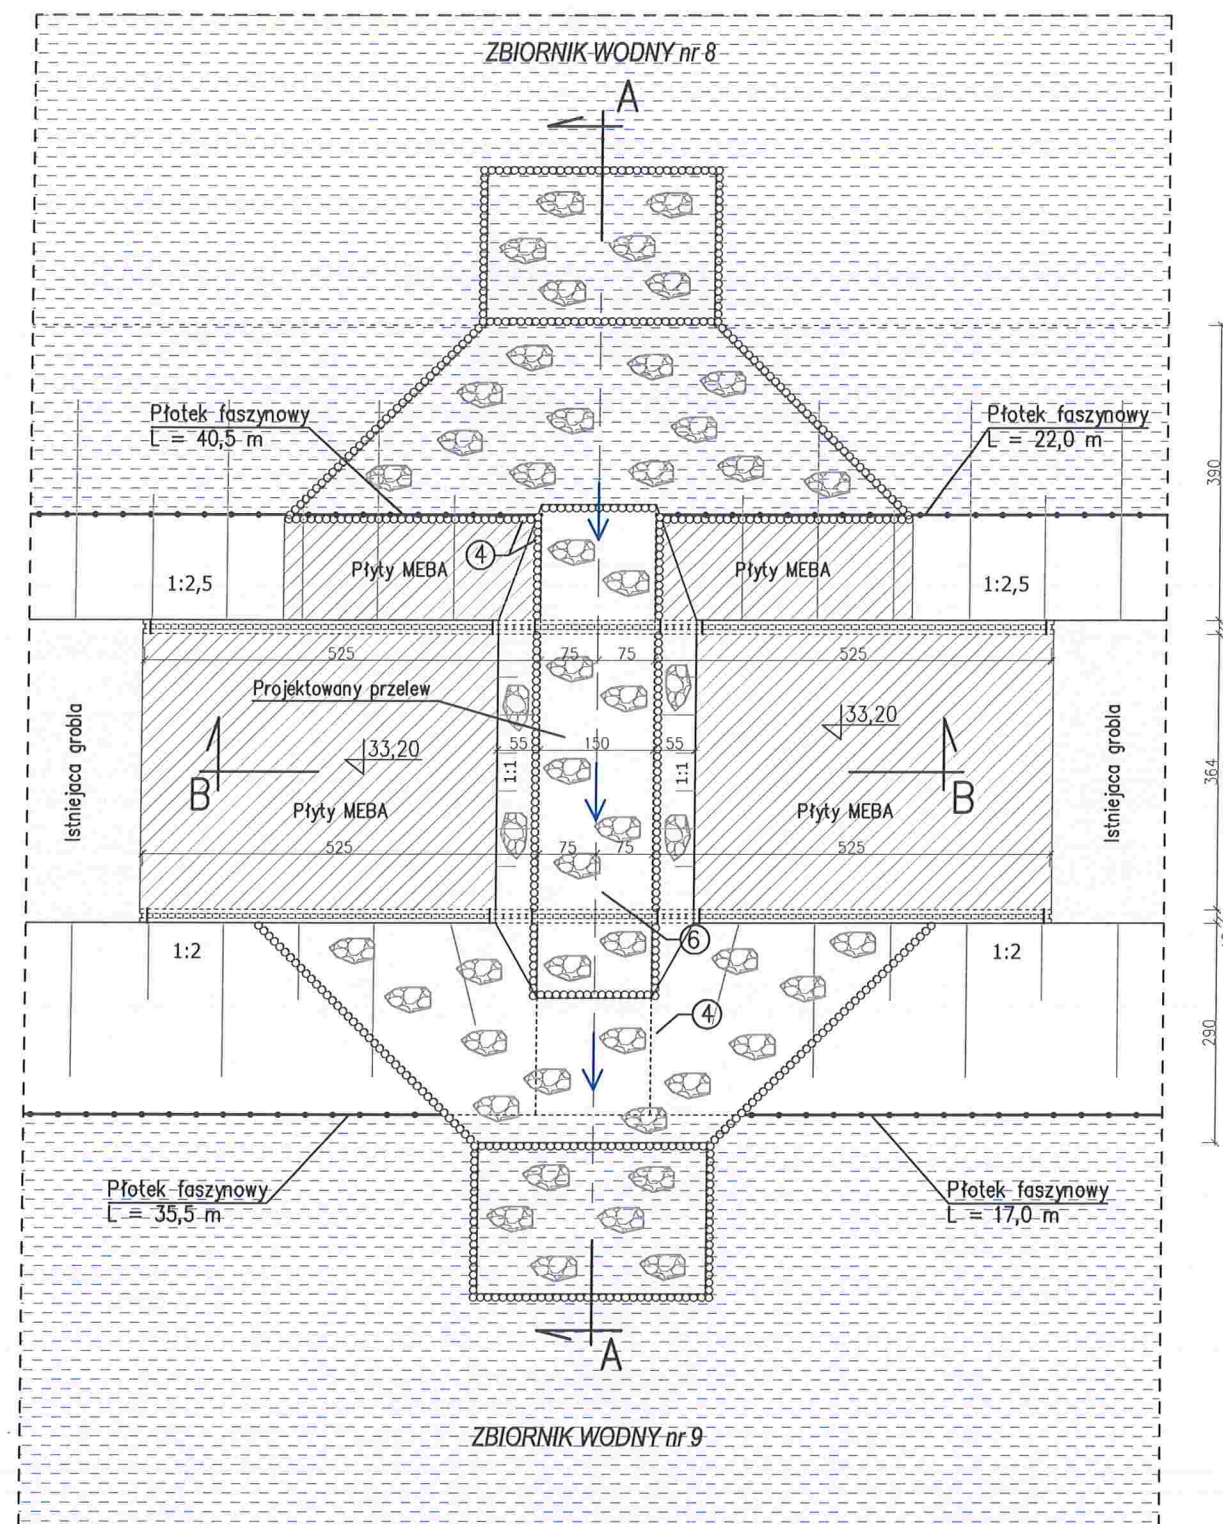 ZBIORNIK WODNY nr 8
A
Płotek faszynowy
L = 40,5 m
Płotek faszynowy
L = 22,0 m
390
4
Płyty MEBA
Płyty MEBA
1:2,5
1:2,5
525
75
75
525
Projektowany przelew
33,20
33,20
Istniejaca grobla
55
150
55
364
B
1:1
1:1
B
Płyty MEBA
Płyty MEBA
Istniejaca grobla
525
75
75
525
6
1:2
1:2
4
290
Płotek faszynowy
L = 35,5 m
Płotek faszynowy
L = 17,0 m
A
ZBIORNIK WODNY nr 9